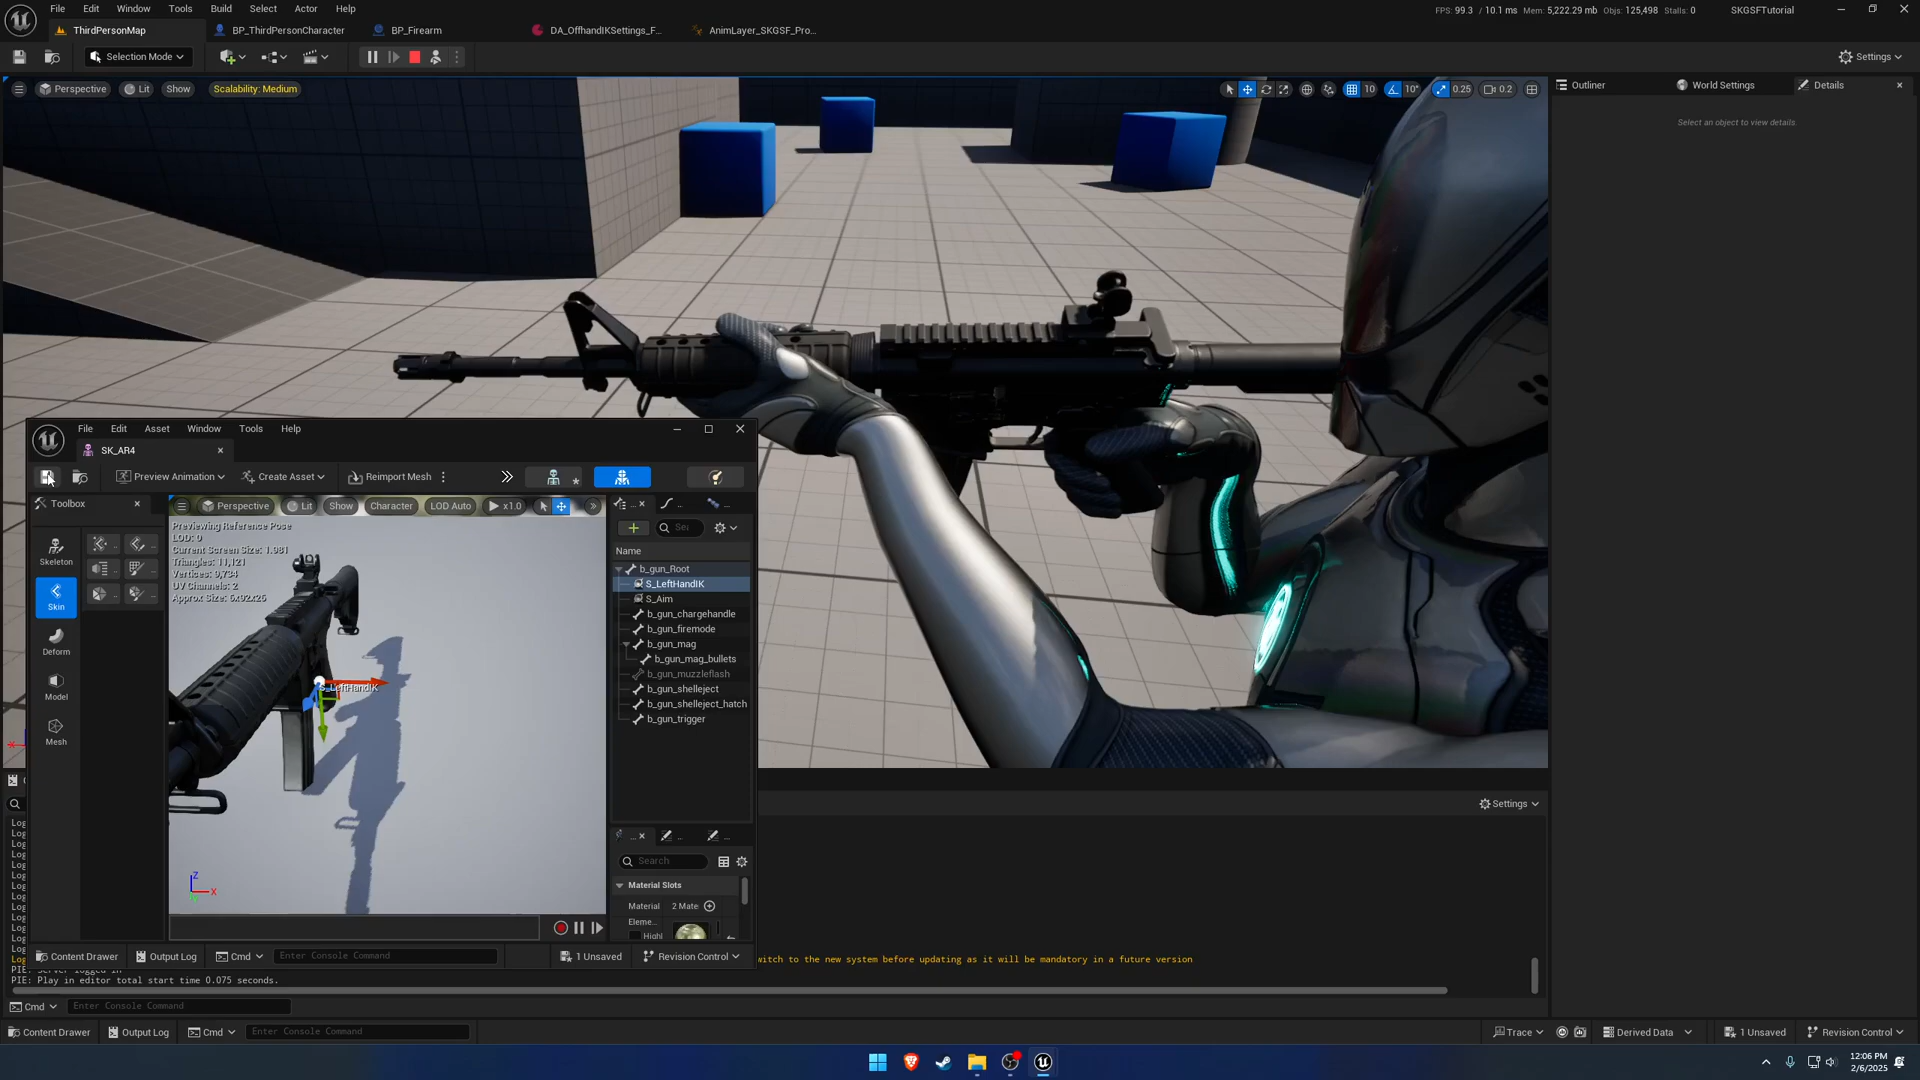 File Edit Window Tools Build Select Actor Help
FPS: 99.3 / 10.1 ms Mem: 5,222.29 mb Objs: 125,498 Stalls: 0
SKGSFTutorial
ThirdPersonMap
BP_ThirdPersonCharacter
BP_Firearm
DA_OffhandIKSettings_F...
AnimLayer_SKGSF_Pro...
Selection Mode
Settings
Perspective Lit Show Scalability: Medium
10 10° 0.25 0.2
Outliner
World Settings
Details
Select an object to view details.
File Edit Asset Window Tools Help
SK_AR4
Preview Animation Create Asset Reimport Mesh
Toolbox
Perspective Lit Show Character LOD Auto x1.0
Previewing Reference Pose
LOD: 0
Current Screen Size: 1.981
Triangles: 11,121
Vertices: 9,734
UV Channels: 2
Approx Size: 6x92x26
Skeleton
Skin
Deform
Model
Mesh
S_LeftHandIK
Z
X
Name
b_gun_Root
S_LeftHandIK
S_Aim
b_gun_chargehandle
b_gun_firemode
b_gun_mag
b_gun_mag_bullets
b_gun_muzzleflash
b_gun_shelleject
b_gun_shelleject_hatch
b_gun_trigger
Search
Material Slots
Material 2 Mate
Eleme...
Highl
Content Drawer Output Log Cmd Enter Console Command 1 Unsaved Revision Control
Settings
witch to the new system before updating as it will be mandatory in a future version
PIE: Server logged in
PIE: Play in editor total start time 0.075 seconds.
Cmd Enter Console Command
Content Drawer Output Log Cmd Enter Console Command
Trace Derived Data 1 Unsaved Revision Control
12:06 PM
2/6/2025